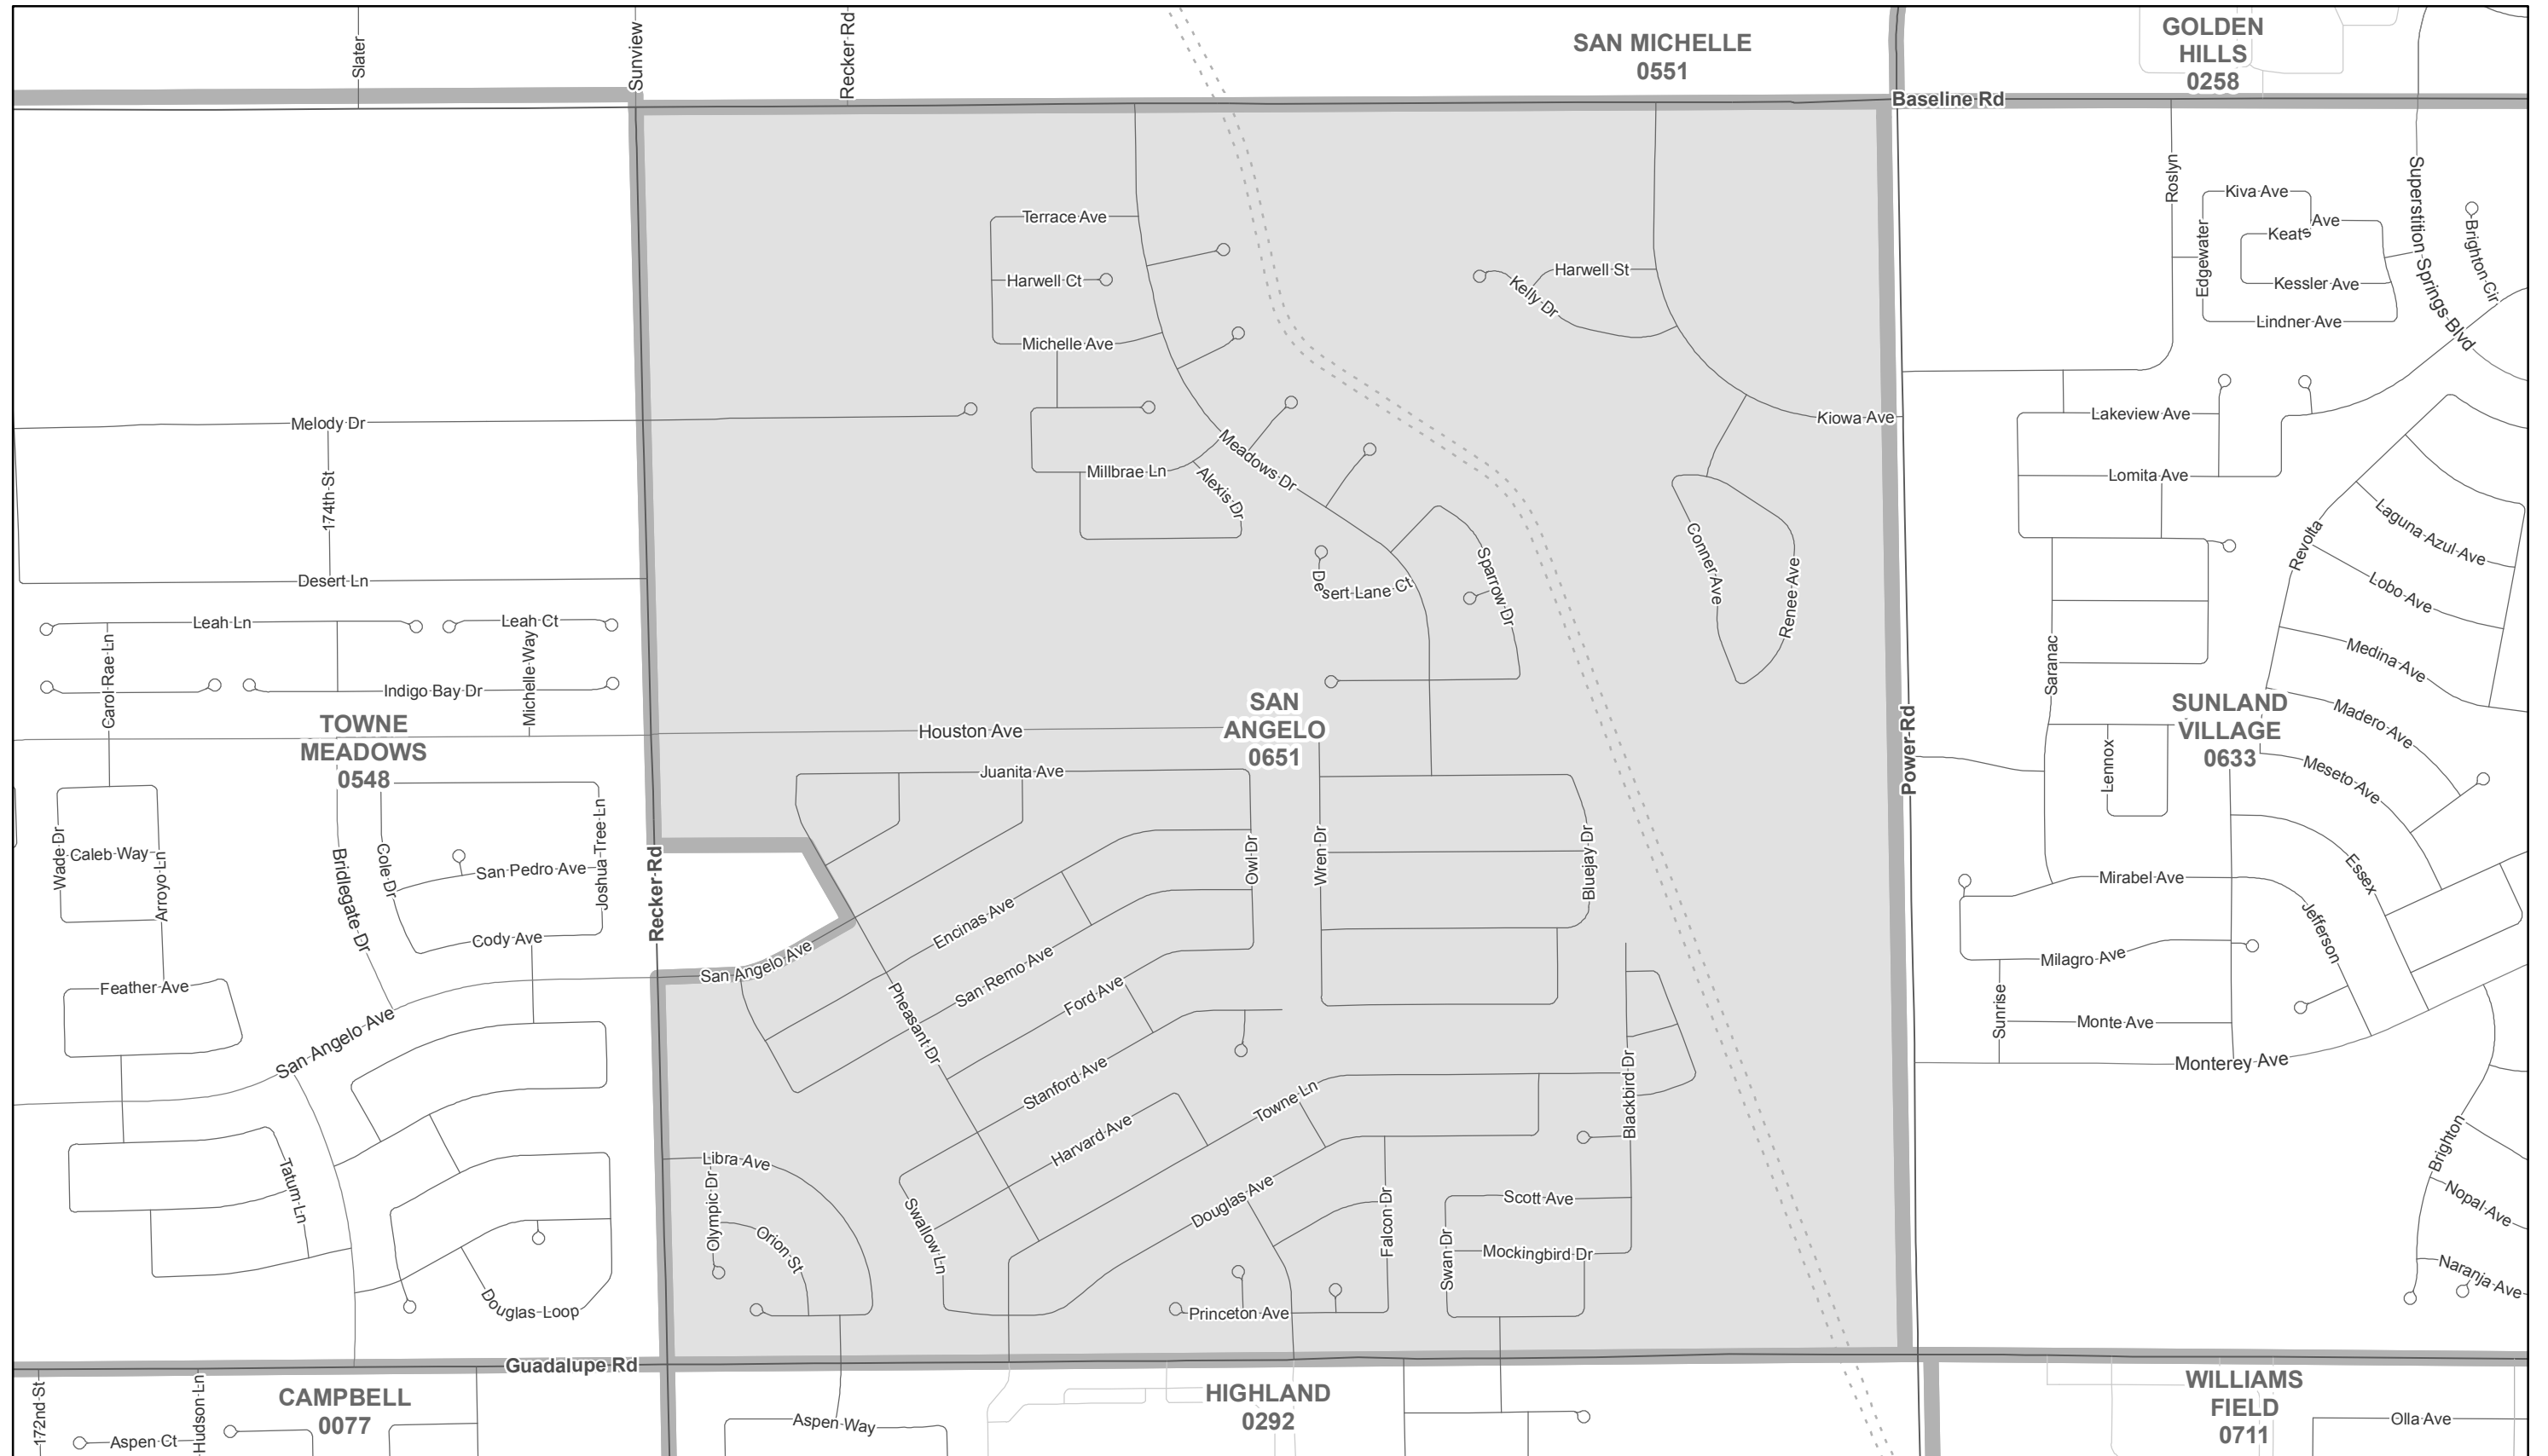 Slater
Sunview
Recker Rd
SAN MICHELLE
0551
GOLDEN
HILLS
0258
Baseline Rd
Roslyn
Superstition Springs Blvd
Brighton Cir
Kiva Ave
Edgewater
Keats Ave
Kessler Ave
Lindner Ave
Terrace Ave
Harwell Ct
Michelle Ave
Harwell St
Kelly Dr
Kiowa Ave
Melody Dr
174th St
Desert Ln
Millbrae Ln
Alexis Dr
Meadows Dr
Lakeview Ave
Lomita Ave
Laguna Azul Ave
Revolta
Lobo Ave
Medina Ave
Madero Ave
Meseto Ave
Desert Lane Ct
Sparrow Dr
Conner Ave
Renee Ave
Leah Ln
Leah Ct
Carol Rae Ln
Michelle Way
Indigo Bay Dr
TOWNE
MEADOWS
0548
Houston Ave
SAN
ANGELO
0651
Power Rd
Saranac
SUNLAND
VILLAGE
0633
Lennox
Juanita Ave
Wade Dr
Caleb Way
Arroyo Ln
Bridlegate Dr
Cole Dr
San Pedro Ave
Joshua Tree Ln
Cody Ave
Recker Rd
Owl Dr
Wren Dr
Bluejay Dr
Mirabel Ave
Essex
Jefferson
Milagro Ave
Sunrise
Monte Ave
Monterey Ave
Encinas Ave
San Remo Ave
San Angelo Ave
Feather Ave
San Angelo Ave
Pheasant Dr
Ford Ave
Stanford Ave
Harvard Ave
Towne Ln
Blackbird Dr
Tatum Ln
Libra Ave
Olympic Dr
Orion St
Swallow Ln
Douglas Ave
Falcon Dr
Scott Ave
Swan Dr
Mockingbird Dr
Princeton Ave
Douglas Loop
Brighton
Nopal Ave
Naranja Ave
Guadalupe Rd
172nd St
Aspen Ct
Hudson Ln
CAMPBELL
0077
Aspen Way
HIGHLAND
0292
WILLIAMS
FIELD
0711
Olla Ave